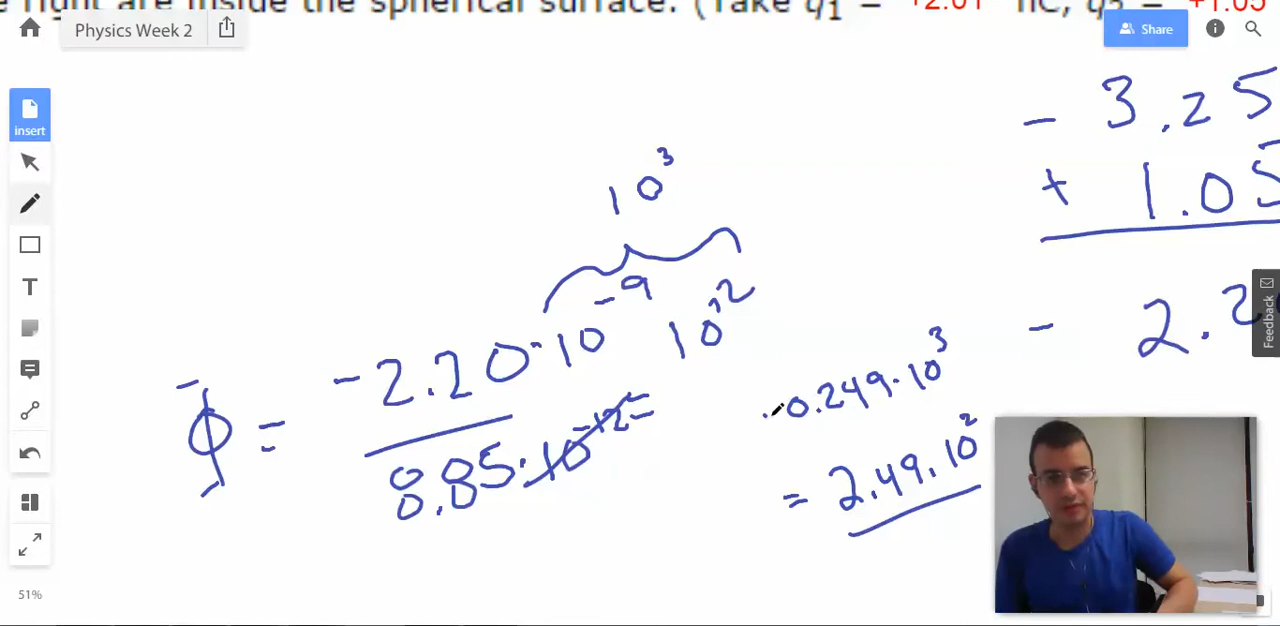 e right are inside the spherical surface. (Take q₁ = +2.01 nC, q₂ = +1.05
Physics Week 2
Share
insert
T
- 3.25
+ 1.05
- 2.2
10³
Φ = -2.20·10⁻⁹ 10¹²
8.85·10⁻¹² =
0.249·10³
= 2.49·10²
Feedback
51%